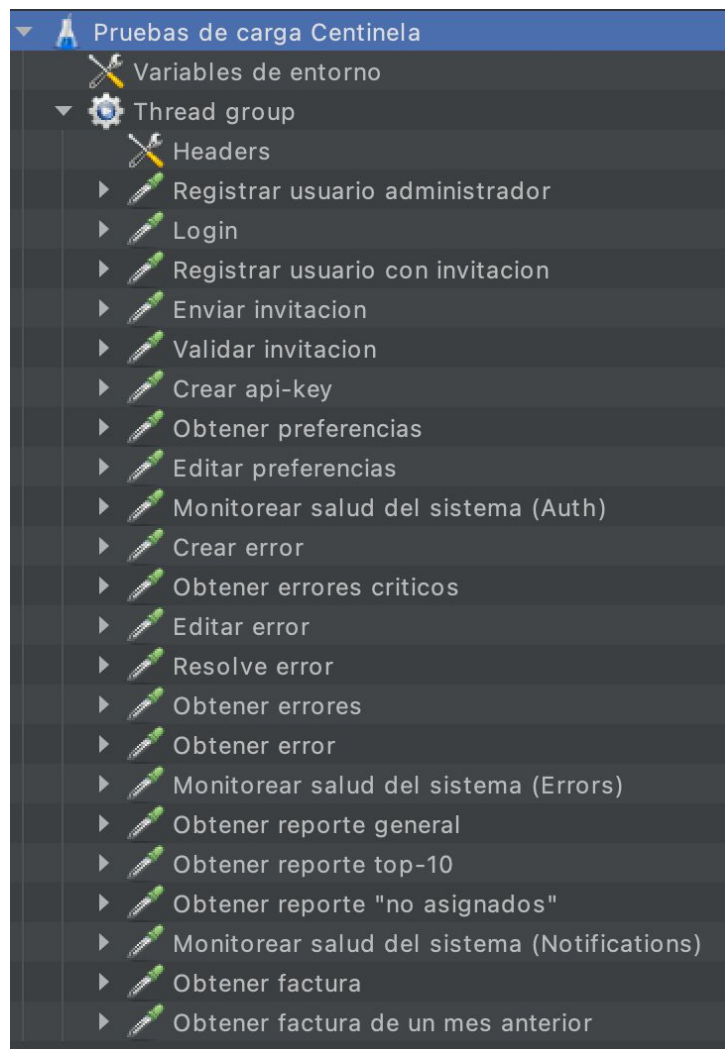 Pruebas de carga Centinela
Variables de entorno
Thread group
Headers
Registrar usuario administrador
Login
Registrar usuario con invitacion
Enviar invitacion
Validar invitacion
Crear api-key
Obtener preferencias
Editar preferencias
Monitorear salud del sistema (Auth)
Crear error
Obtener errores criticos
Editar error
Resolve error
Obtener errores
Obtener error
Monitorear salud del sistema (Errors)
Obtener reporte general
Obtener reporte top-10
Obtener reporte "no asignados"
Monitorear salud del sistema (Notifications)
Obtener factura
Obtener factura de un mes anterior